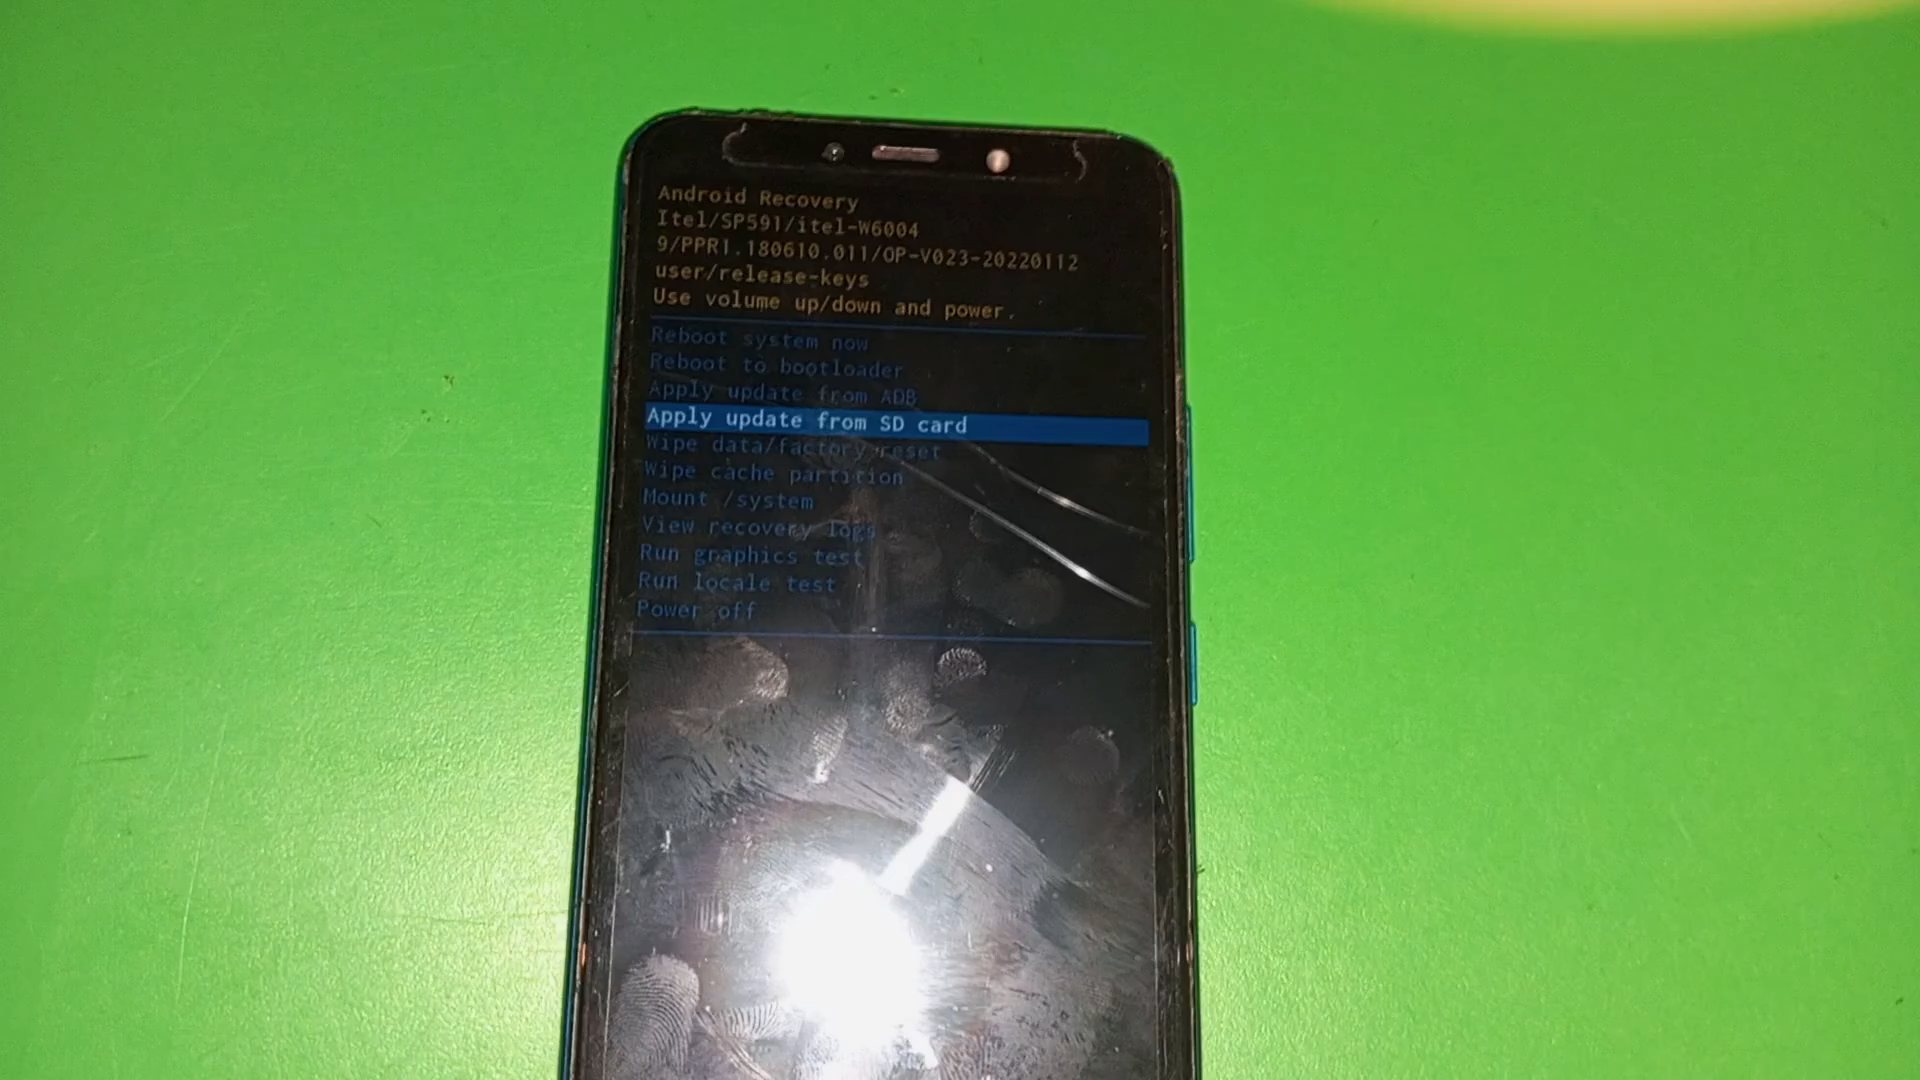 Android Recovery
Itel/SP591/itel-W6004
9/PPR1.180610.011/OP-V023-20220112
user/release-keys
Use volume up/down and power.
Reboot system now
Reboot to bootloader
Apply update from ADB
Apply update from SD card
Wipe data/factory reset
Wipe cache partition
Mount /system
View recovery logs
Run graphics test
Run locale test
Power off